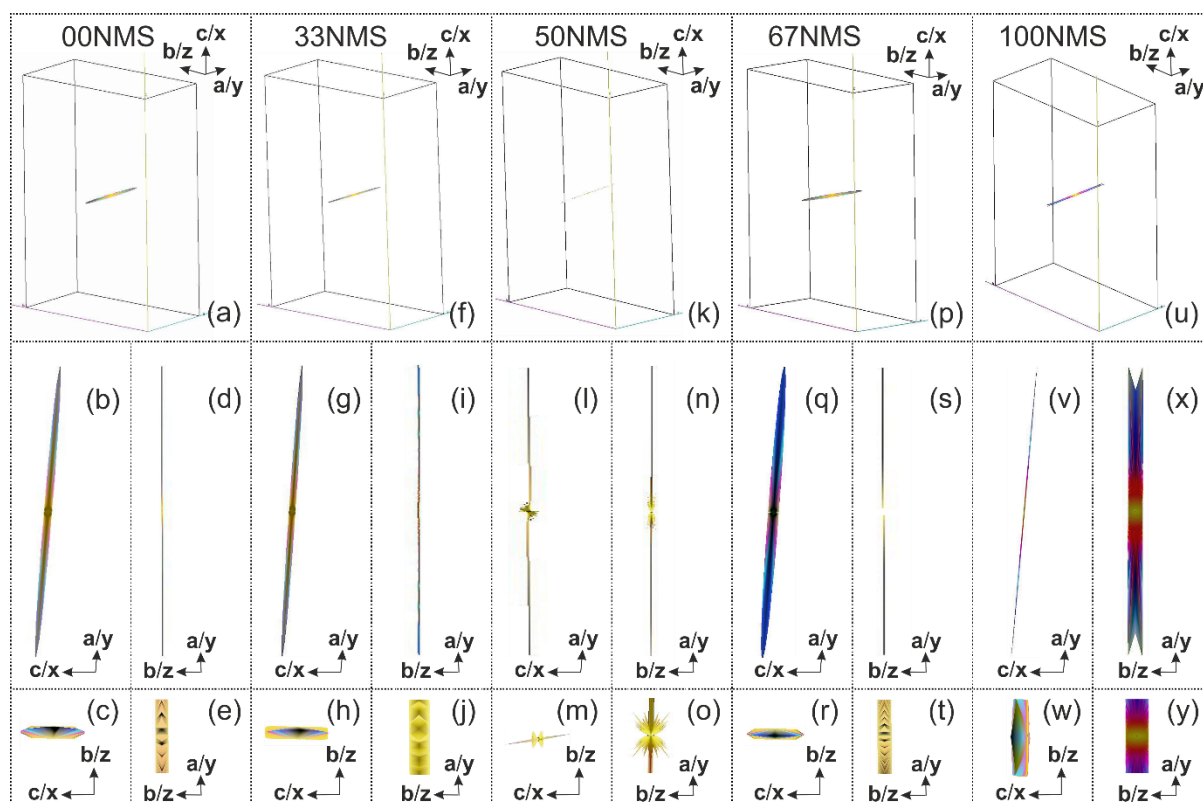 00NMS 33NMS 50NMS 67NMS 100NMS
c/x c/x c/x c/x c/x
b/z b/z b/z b/z b/z
a/y a/y a/y a/y a/y
(a) (f) (k) (p) (u)
(b) (d) (g) (i) (l) (n) (q) (s) (v) (x)
a/y a/y a/y a/y a/y a/y a/y a/y a/y a/y
c/x b/z c/x b/z c/x b/z c/x b/z c/x b/z
(c) (e) (h) (j) (m) (o) (r) (t) (w) (y)
b/z a/y b/z a/y b/z a/y b/z a/y b/z a/y
c/x b/z c/x b/z c/x b/z c/x b/z c/x b/z